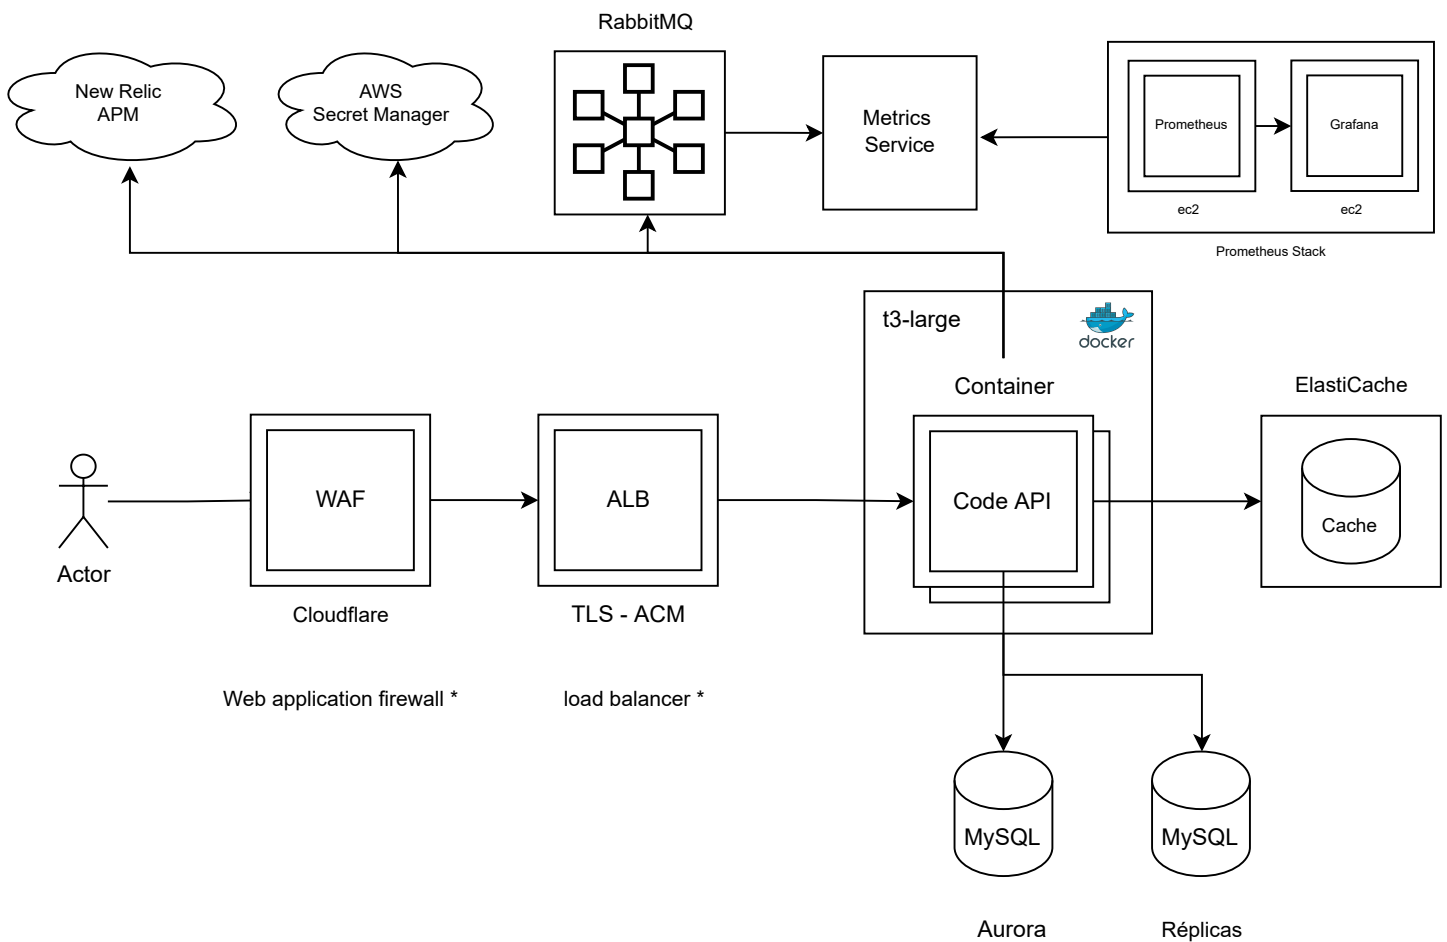 RabbitMQ
New Relic
APM
AWS
Secret Manager
Metrics
Service
Prometheus
Grafana
ec2
ec2
Prometheus Stack
t3-large
docker
Container
ElastiCache
WAF
ALB
Code API
Cache
Actor
Cloudflare
TLS - ACM
Web application firewall *
load balancer *
MySQL
MySQL
Aurora
Réplicas